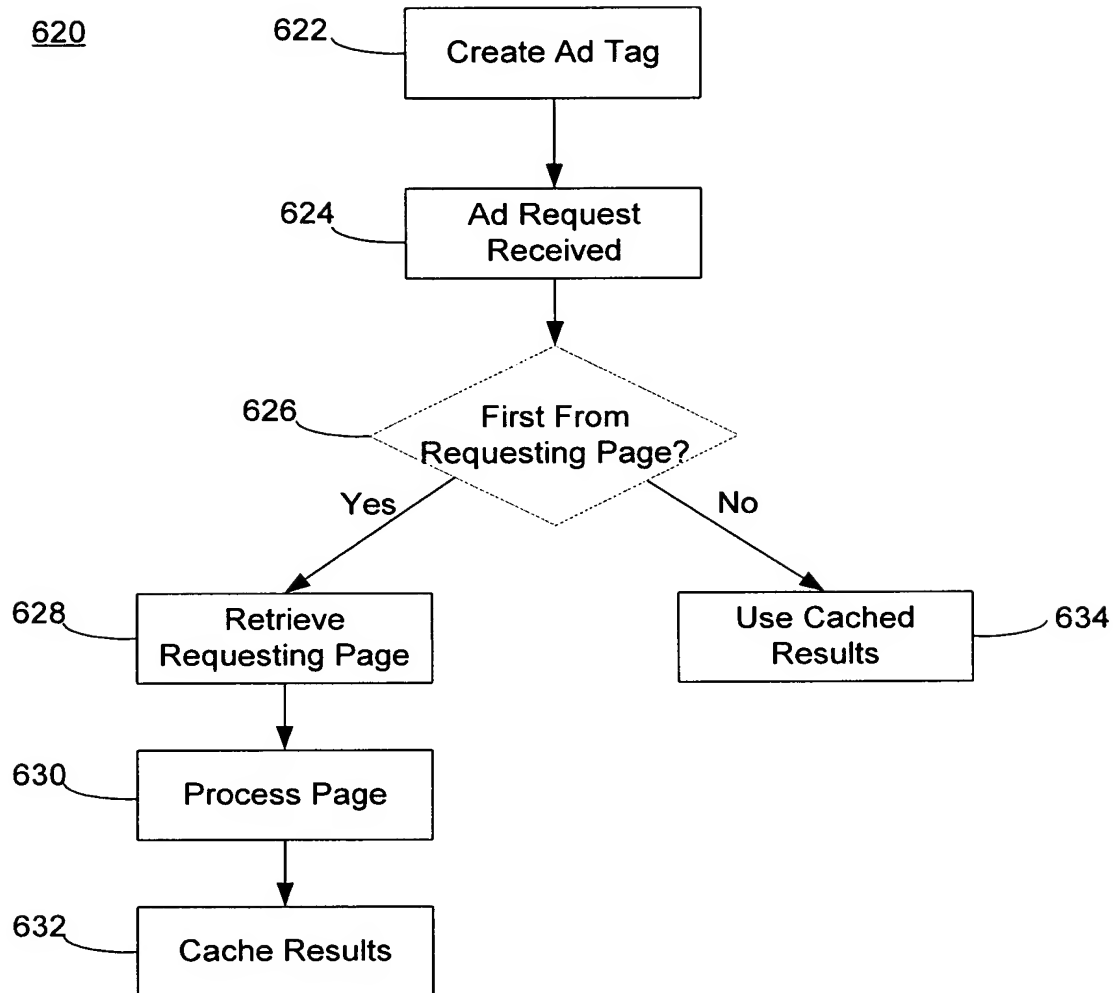 620
622
Create Ad Tag
624
Ad Request
Received
626
First From
Requesting Page?
Yes
No
628
Retrieve
Requesting Page
Use Cached
Results
634
630
Process Page
632
Cache Results